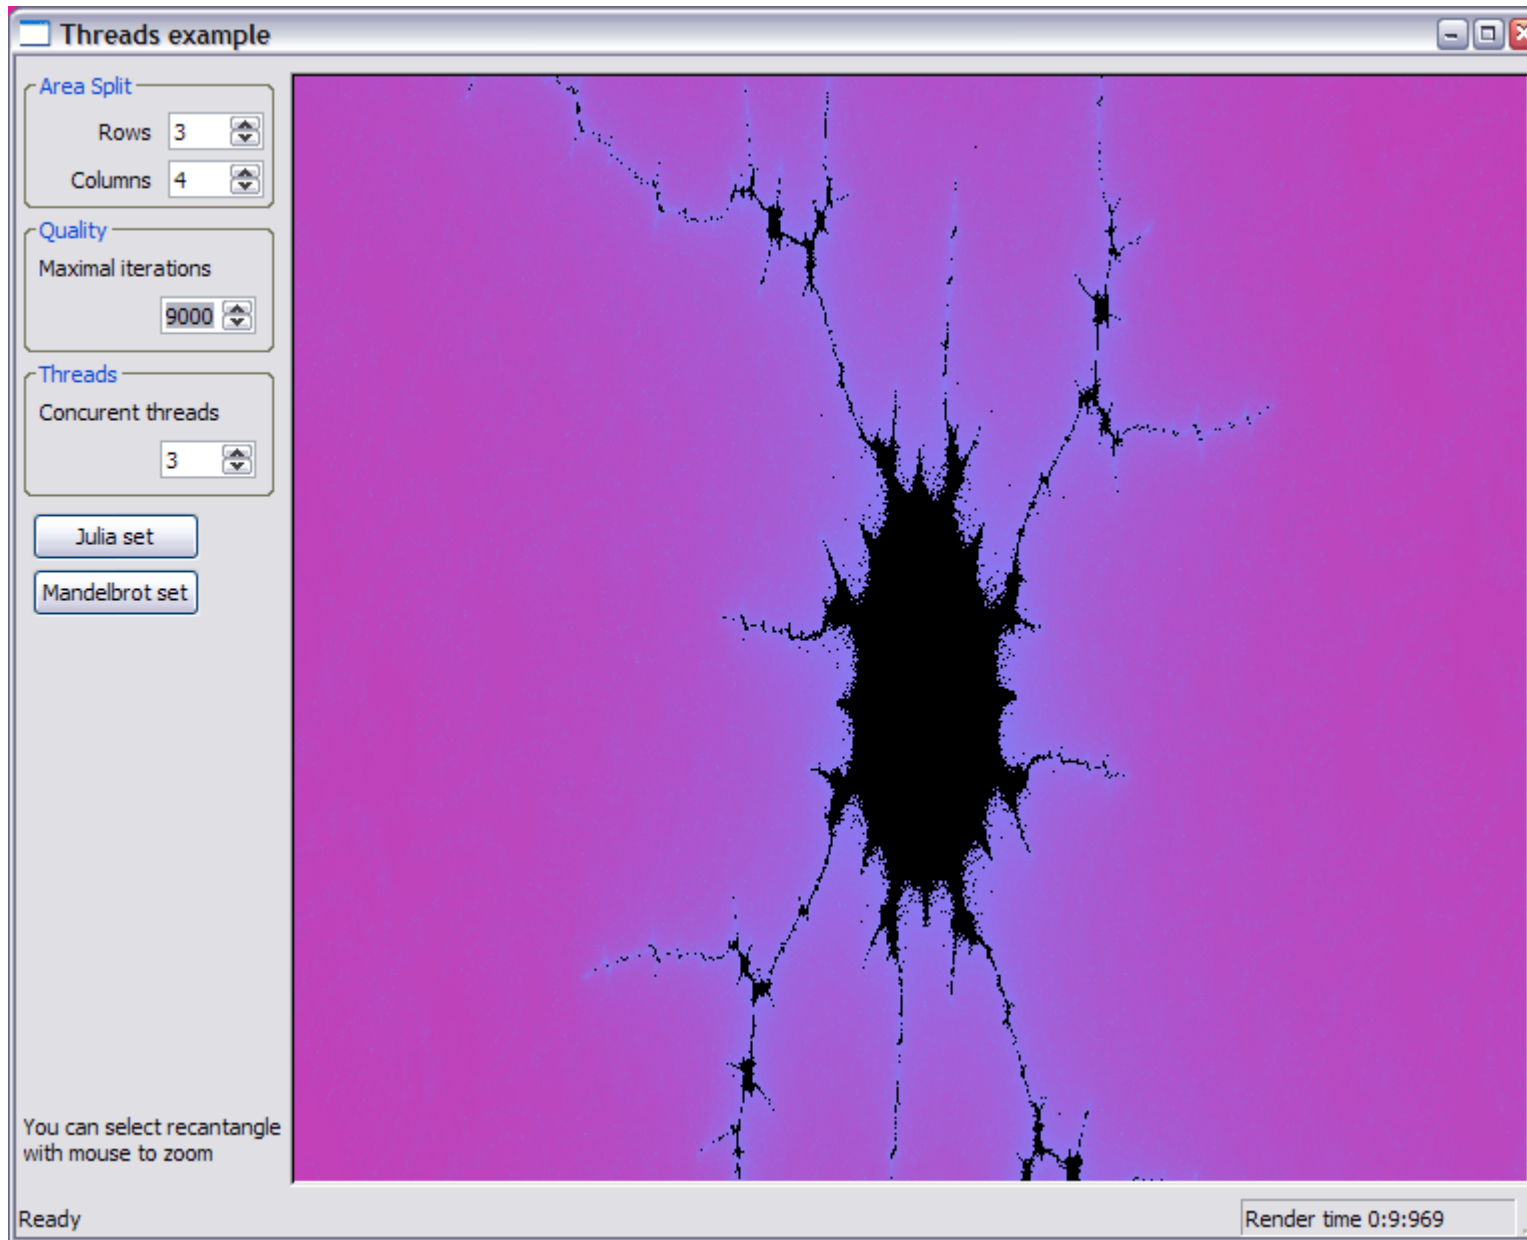 Threads example
Area Split
Rows 3
Columns 4
Quality
Maximal iterations
9000
Threads
Concurent threads
3
Julia set
Mandelbrot set
You can select recantangle
with mouse to zoom
Ready
Render time 0:9:969